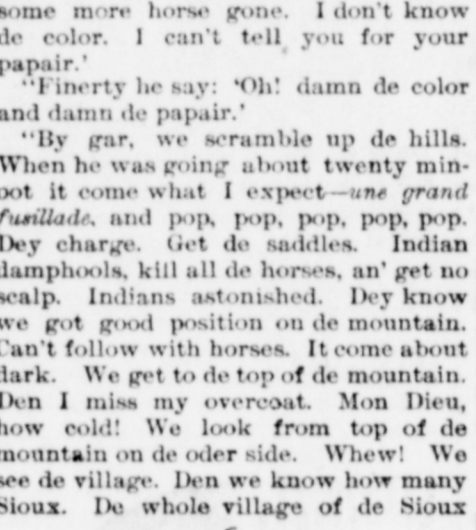 some more horse gone. I don't know
de color. I can't tell you for your
papair.'
"Finerty he say: 'Oh! damn de color
and damn de papair.'
"By gar, we scramble up de hills.
When he was going about twenty min-
oot it come what I expect—une grand
fusillade, and pop, pop, pop, pop, pop.
Dey charge. Get de saddles. Indian
damphools, kill all de horses, an' get no
scalp. Indians astonished. Dey know
we got good position on de mountain.
Can't follow with horses. It come about
dark. We get to de top of de mountain.
Den I miss my overcoat. Mon Dieu,
how cold! We look from top of de
mountain on de oder side. Whew! We
see de village. Den we know how many
Sioux. De whole village of de Sioux